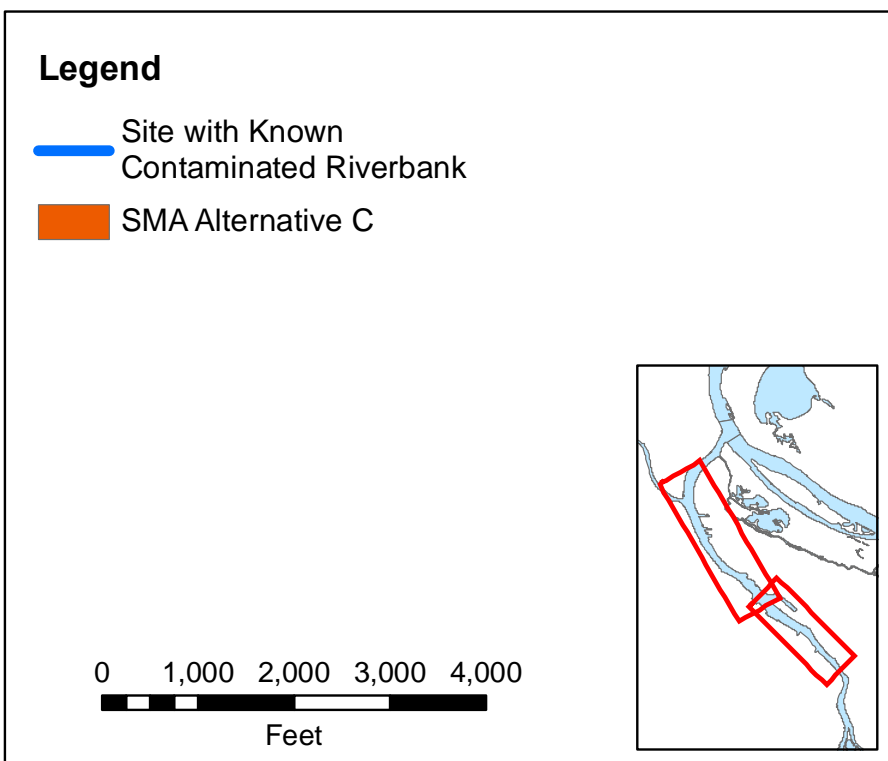 Legend
Site with Known
Contaminated Riverbank
SMA Alternative C
0 1,000 2,000 3,000 4,000
Feet